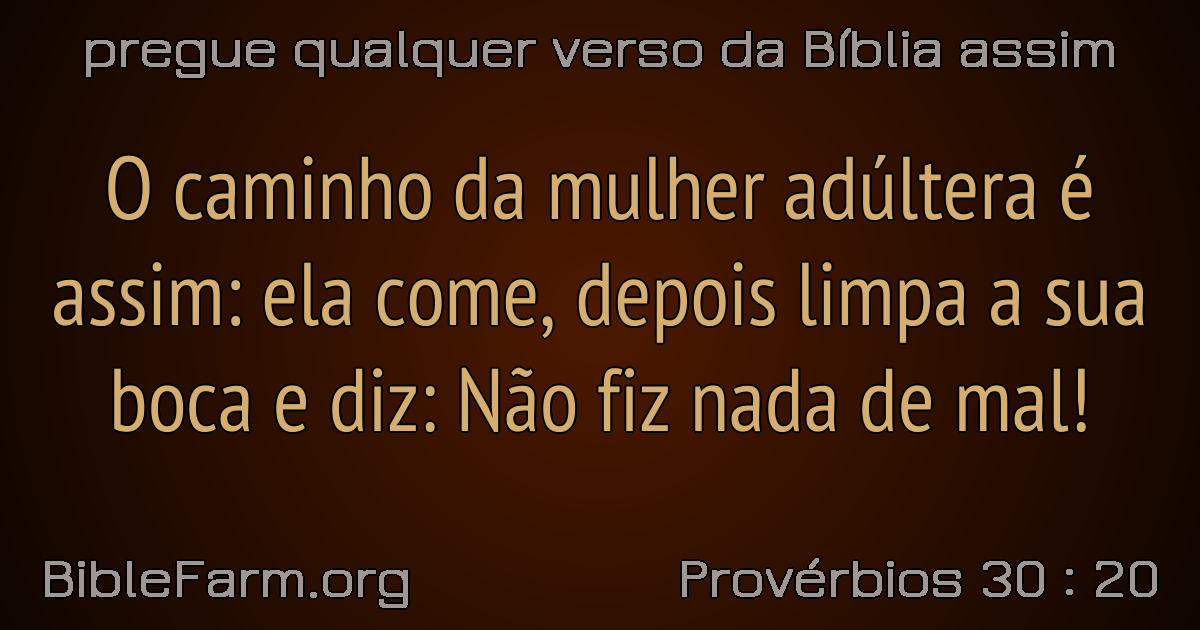 pregue qualquer verso da Bíblia assim
O caminho da mulher adúltera é
assim: ela come, depois limpa a sua
boca e diz: Não fiz nada de mal!
BibleFarm.org
Provérbios 30 : 20